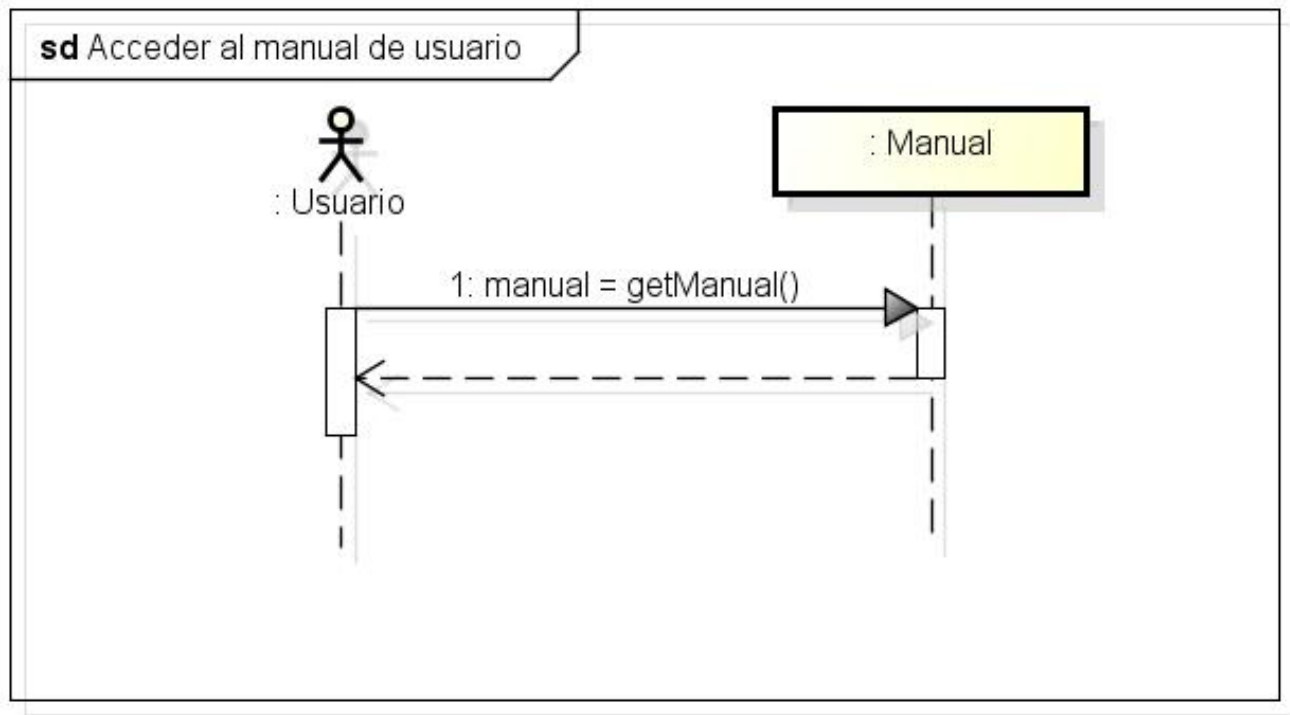 sd Acceder al manual de usuario
: Usuario
: Manual
1: manual = getManual()